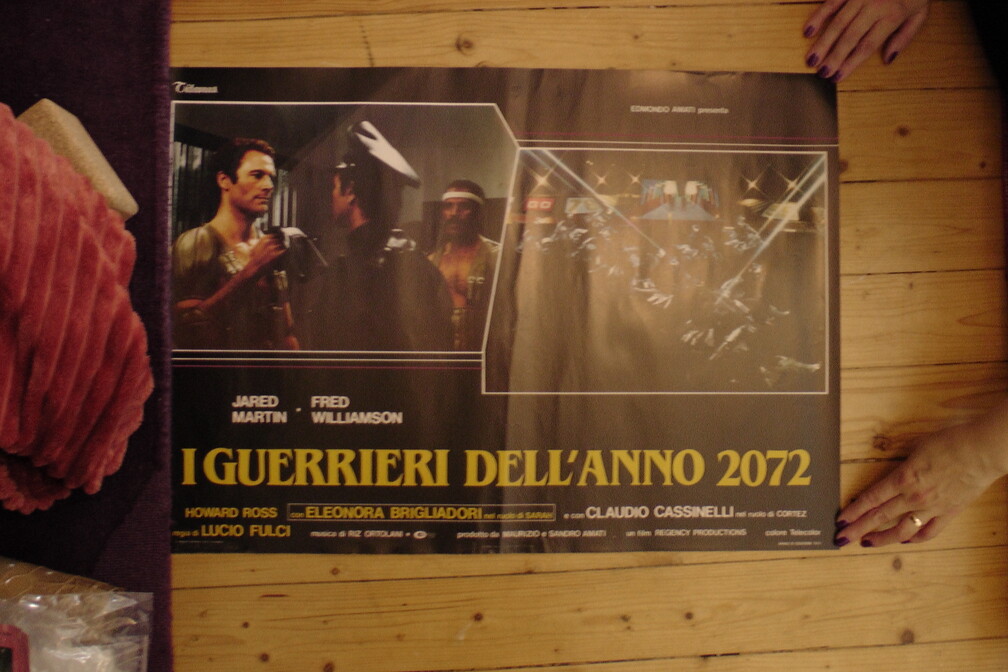 Titanus
EDMONDO AMATI presenta
JARED MARTIN - FRED WILLIAMSON
I GUERRIERI DELL'ANNO 2072
HOWARD ROSS con ELEONORA BRIGLIADORI nel ruolo di SARAH e con CLAUDIO CASSINELLI nel ruolo di CORTEZ
regia di LUCIO FULCI musica di RIZ ORTOLANI prodotto da MAURIZIO e SANDRO AMATI un film REGENCY PRODUCTIONS colore Telecolor